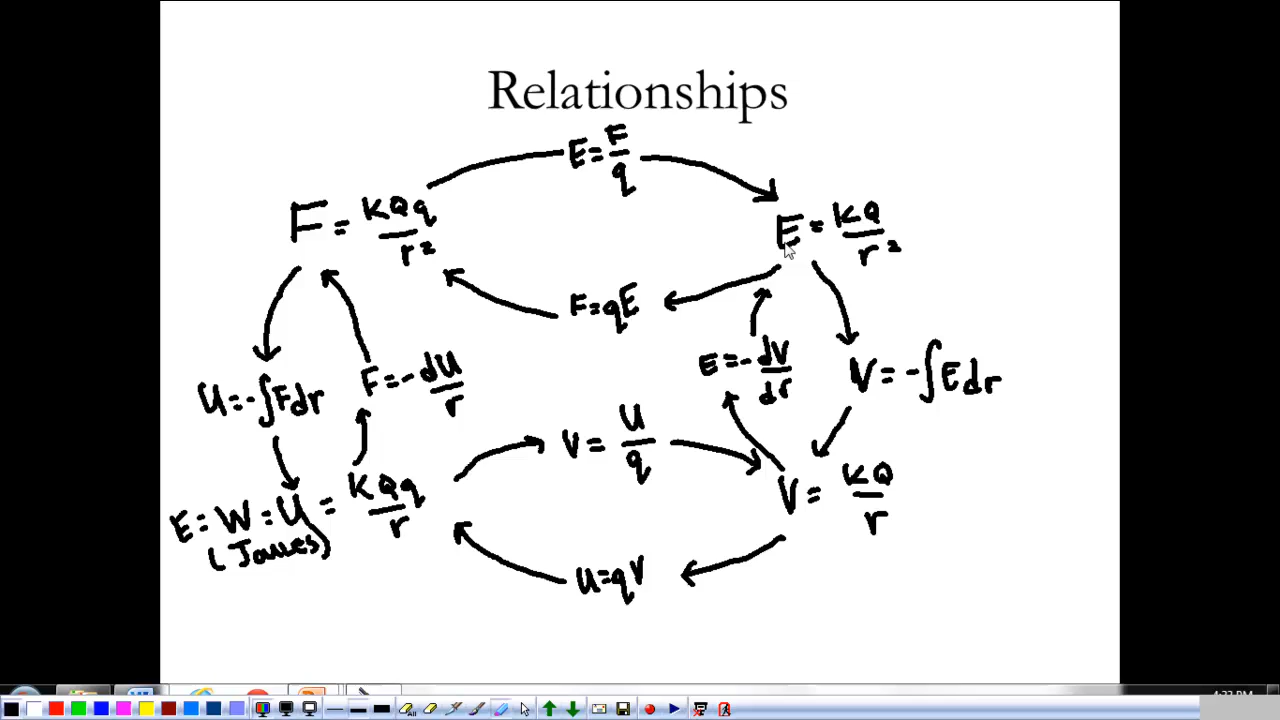 Relationships
E = F/q
F = KQq/r²
E = KQ/r²
F = qE
U = -∫Fdr
F = -dU/r
E = -dV/dr
V = -∫Edr
V = U/q
E = W = U = KQq/r
(Joules)
V = KQ/r
U = qV